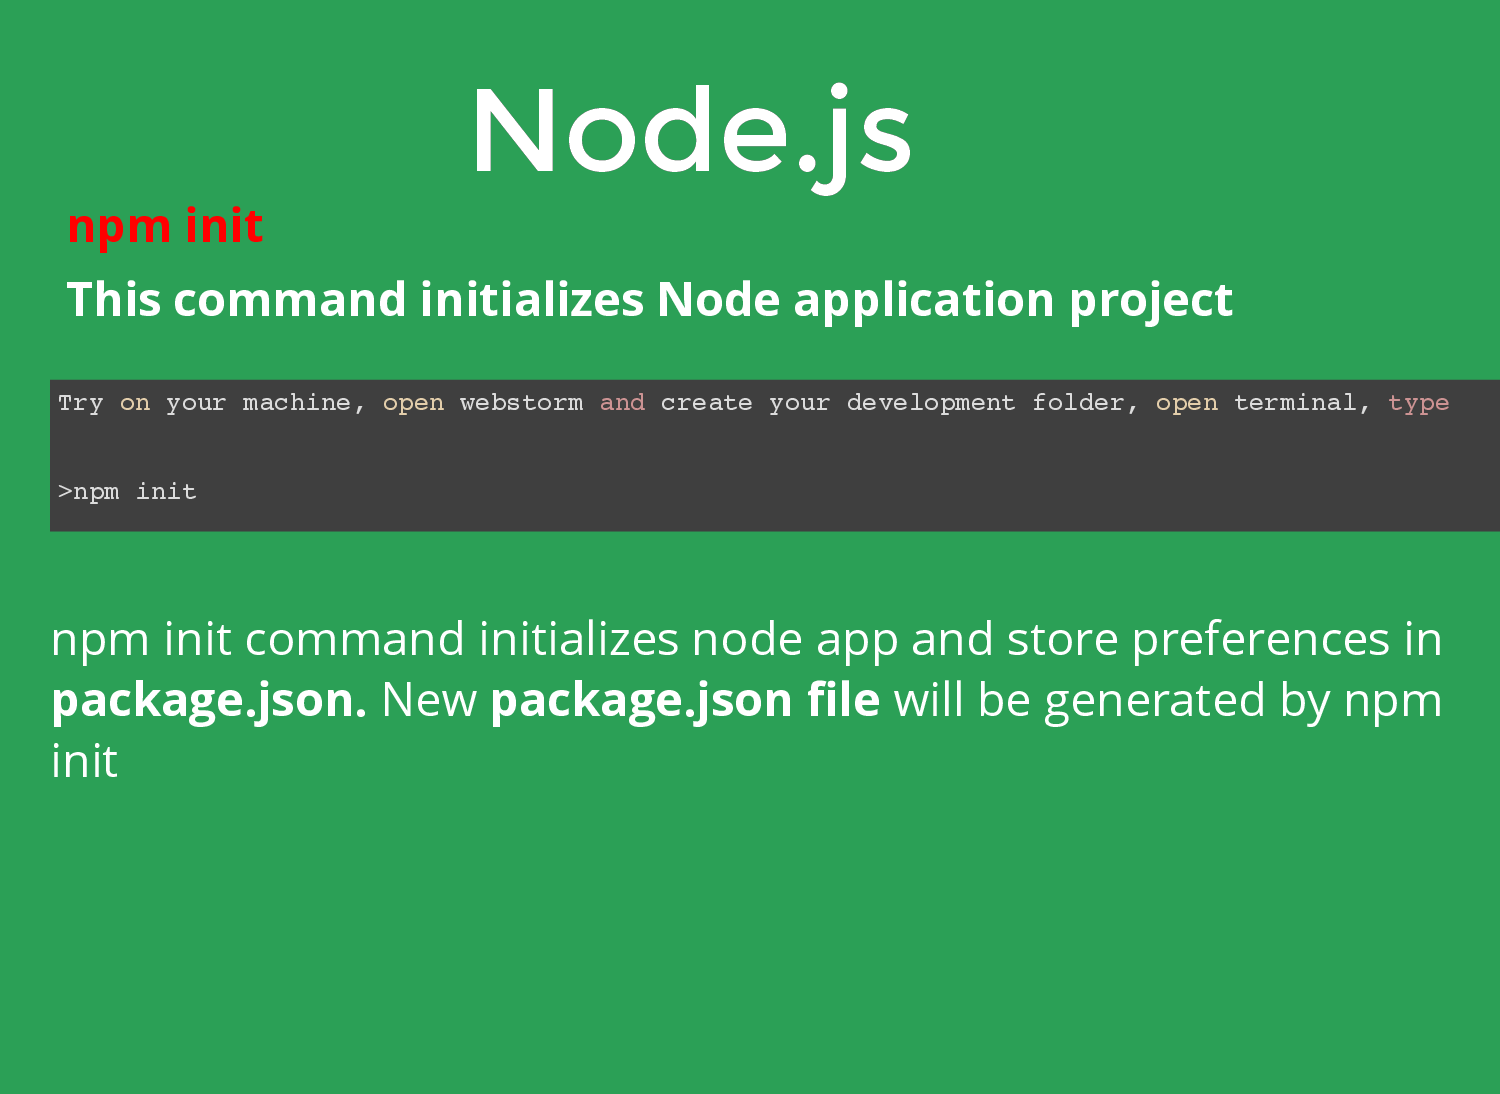 Node.js
npm init
This command initializes Node application project
Try on your machine, open webstorm and create your development folder, open terminal, type
>npm init
npm init command initializes node app and store preferences in
package.json. New package.json file will be generated by npm
init